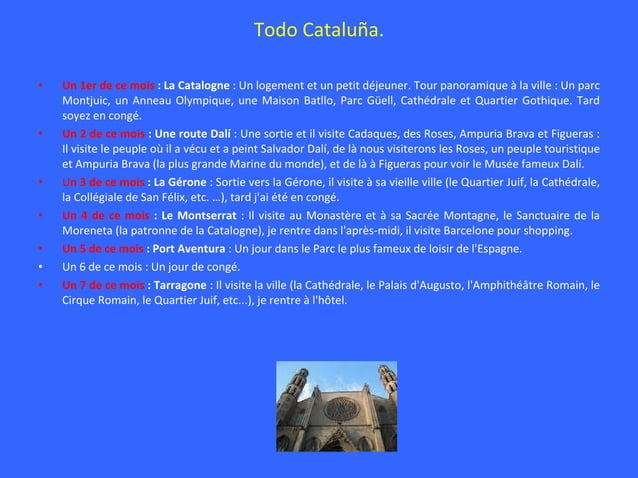 Todo Cataluña.
• Un 1er de ce mois : La Catalogne : Un logement et un petit déjeuner. Tour panoramique à la ville : Un parc
Montjuic, un Anneau Olympique, une Maison Batllo, Parc Güell, Cathédrale et Quartier Gothique. Tard
soyez en congé.
• Un 2 de ce mois : Une route Dalí : Une sortie et il visite Cadaques, des Roses, Ampuria Brava et Figueras :
Il visite le peuple où il a vécu et a peint Salvador Dalí, de là nous visiterons les Roses, un peuple touristique
et Ampuria Brava (la plus grande Marine du monde), et de là à Figueras pour voir le Musée fameux Dalí.
• Un 3 de ce mois : La Gérone : Sortie vers la Gérone, il visite à sa vieille ville (le Quartier Juif, la Cathédrale,
la Collégiale de San Félix, etc. …), tard j'ai été en congé.
• Un 4 de ce mois : Le Montserrat : Il visite au Monastère et à sa Sacrée Montagne, le Sanctuaire de la
Moreneta (la patronne de la Catalogne), je rentre dans l'après-midi, il visite Barcelone pour shopping.
• Un 5 de ce mois : Port Aventura : Un jour dans le Parc le plus fameux de loisir de l'Espagne.
• Un 6 de ce mois : Un jour de congé.
• Un 7 de ce mois : Tarragone : Il visite la ville (la Cathédrale, le Palais d'Augusto, l'Amphithéâtre Romain, le
Cirque Romain, le Quartier Juif, etc...), je rentre à l'hôtel.